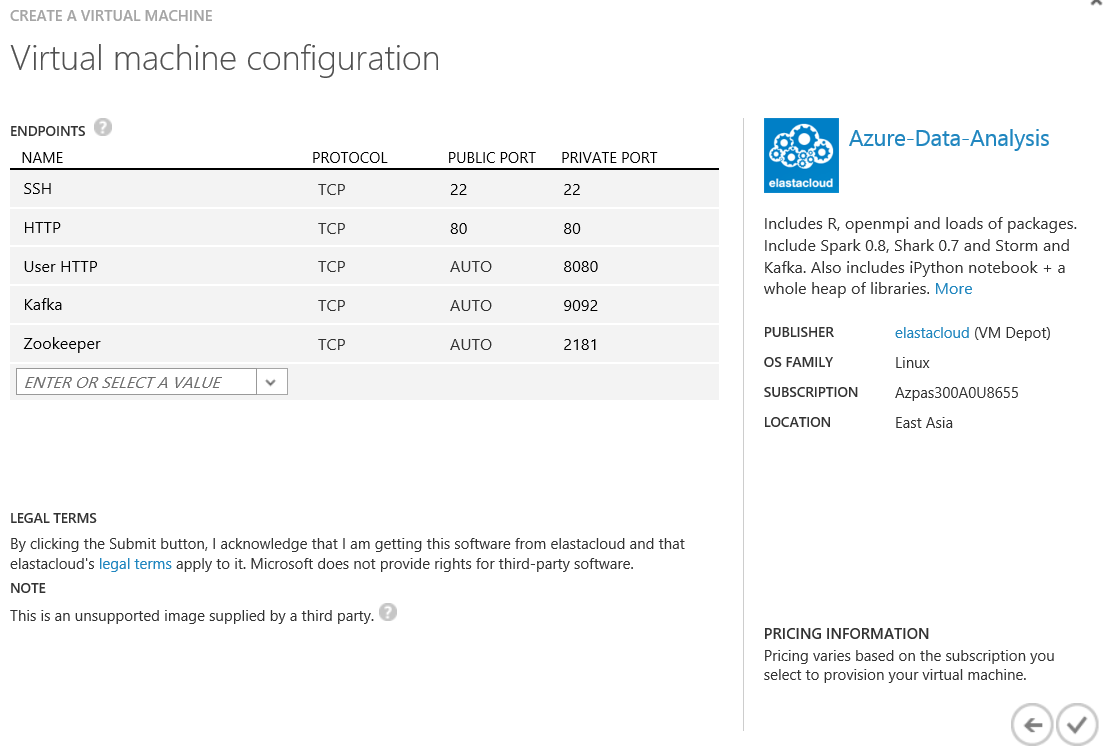 CREATE A VIRTUAL MACHINE
Virtual machine configuration
ENDPOINTS ?
NAME PROTOCOL PUBLIC PORT PRIVATE PORT
SSH TCP 22 22
HTTP TCP 80 80
User HTTP TCP AUTO 8080
Kafka TCP AUTO 9092
Zookeeper TCP AUTO 2181
ENTER OR SELECT A VALUE
LEGAL TERMS
By clicking the Submit button, I acknowledge that I am getting this software from elastacloud and that
elastacloud's legal terms apply to it. Microsoft does not provide rights for third-party software.
NOTE
This is an unsupported image supplied by a third party. ?
elastacloud
Azure-Data-Analysis
Includes R, openmpi and loads of packages.
Include Spark 0.8, Shark 0.7 and Storm and
Kafka. Also includes iPython notebook + a
whole heap of libraries. More
PUBLISHER elastacloud (VM Depot)
OS FAMILY Linux
SUBSCRIPTION Azpas300A0U8655
LOCATION East Asia
PRICING INFORMATION
Pricing varies based on the subscription you
select to provision your virtual machine.